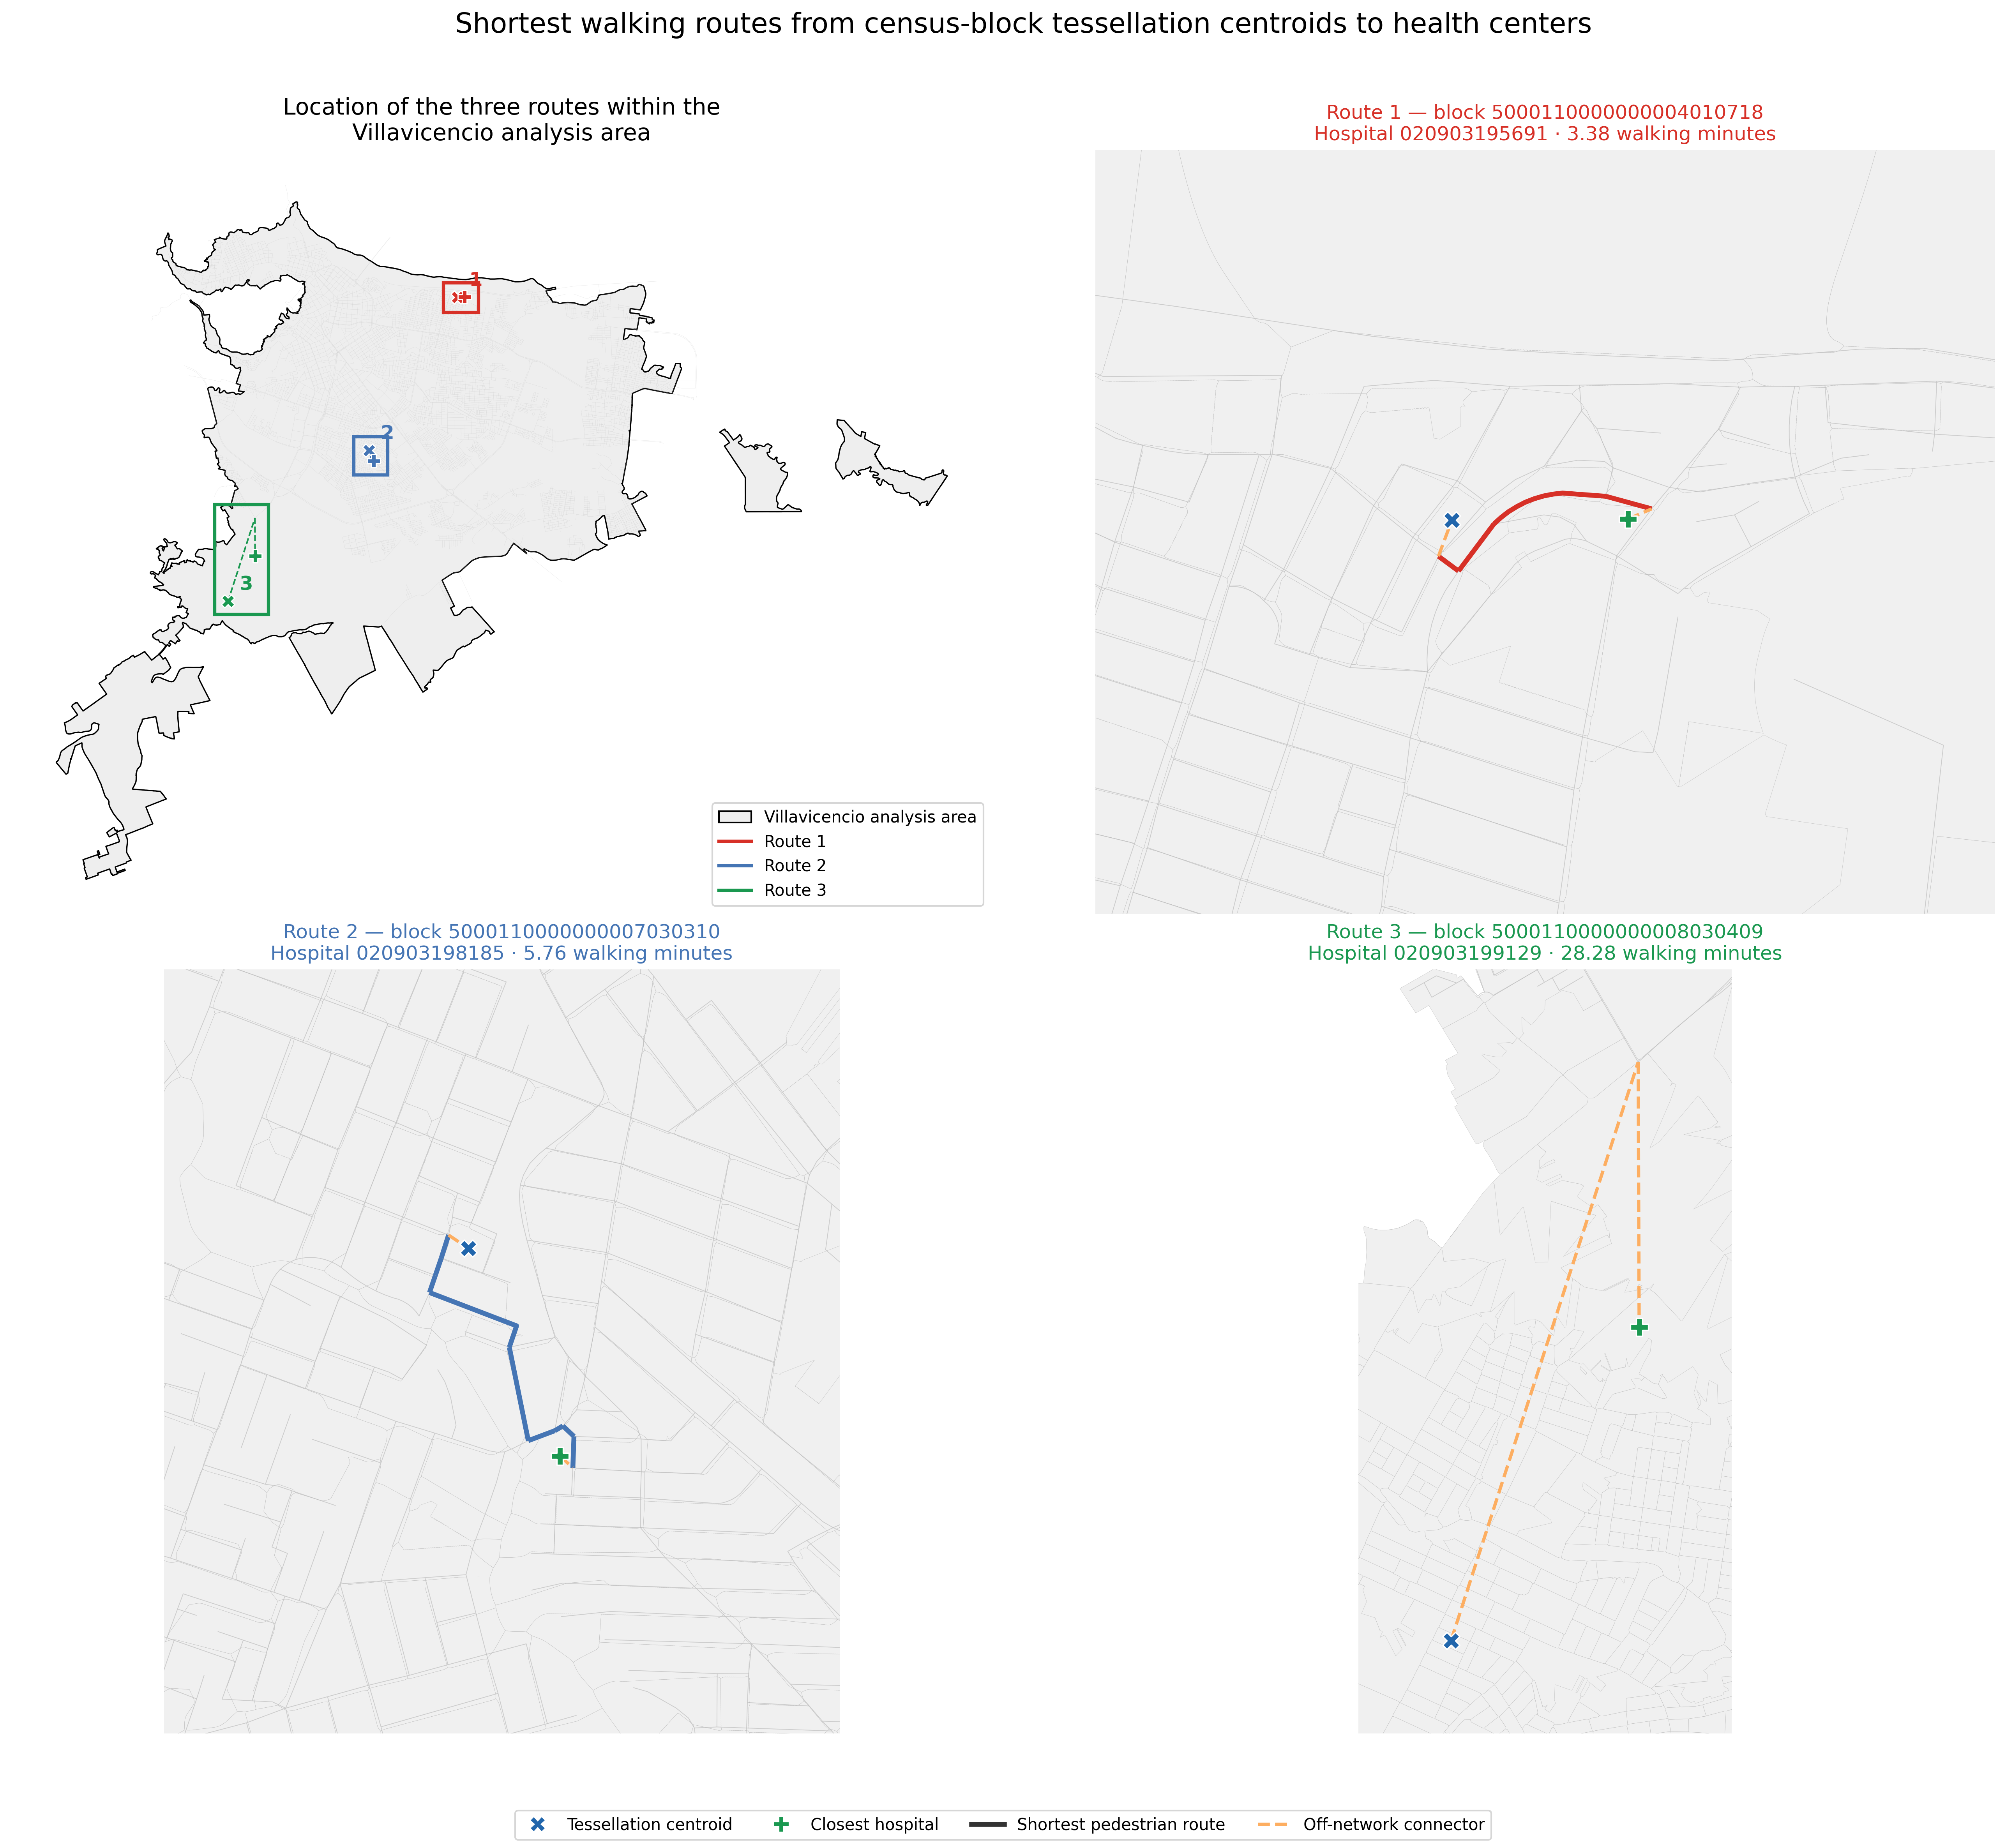 Shortest walking routes from census-block tessellation centroids to health centers
Location of the three routes within the
Villavicencio analysis area
1
2
3
Villavicencio analysis area
Route 1
Route 2
Route 3
Route 1 — block 5000110000000004010718
Hospital 020903195691 · 3.38 walking minutes
Route 2 — block 5000110000000007030310
Hospital 020903198185 · 5.76 walking minutes
Route 3 — block 5000110000000008030409
Hospital 020903199129 · 28.28 walking minutes
Tessellation centroid
Closest hospital
Shortest pedestrian route
Off-network connector